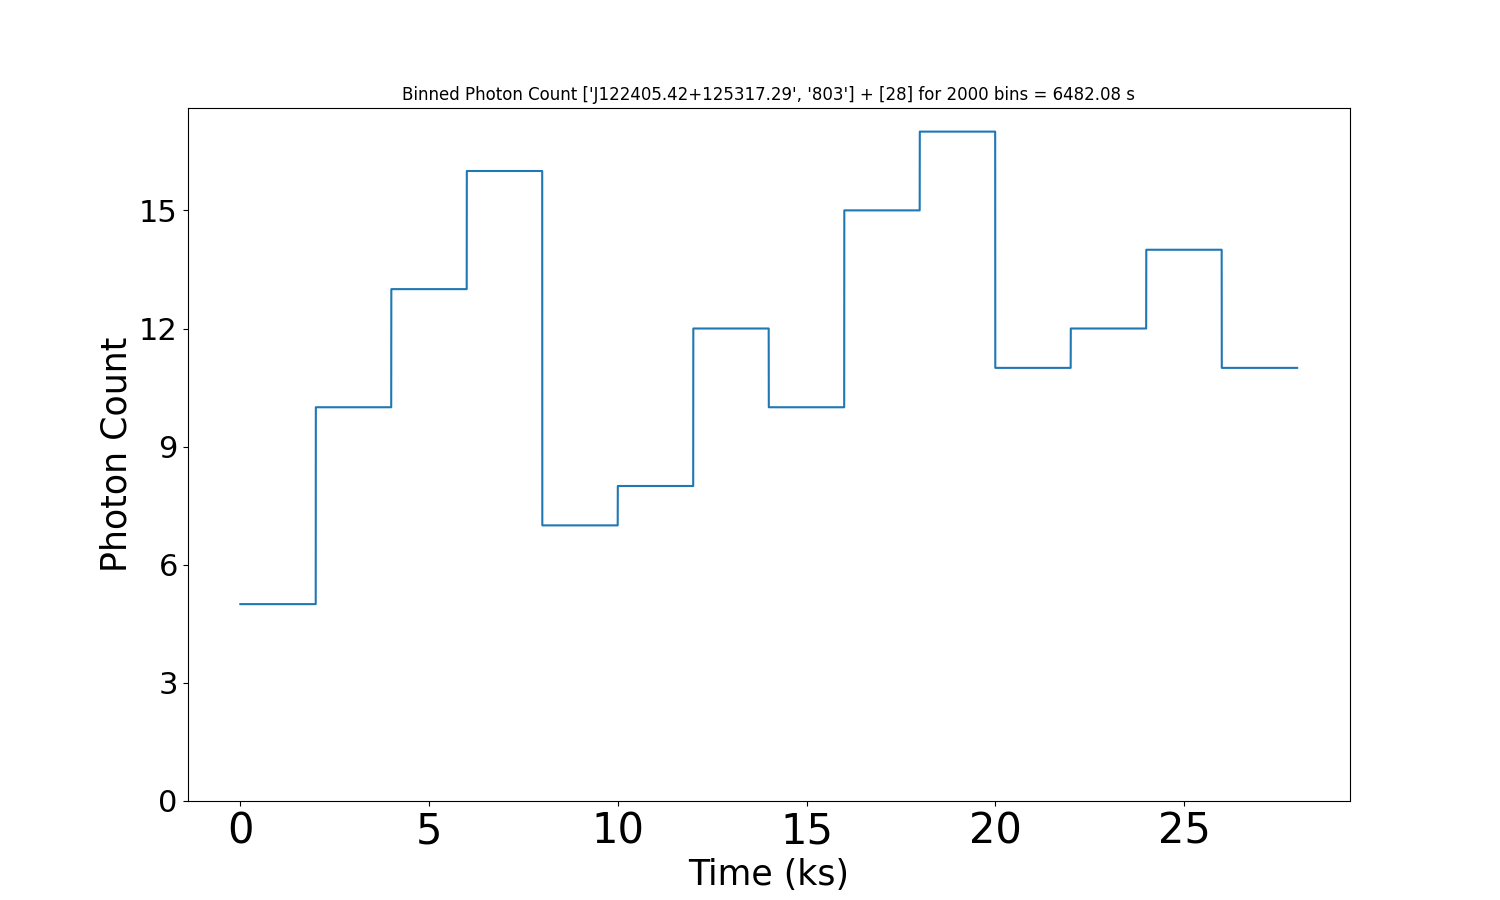 Binned Photon Count ['J122405.42+125317.29', '803'] + [28] for 2000 bins = 6482.08 s
Photon Count
15
12
9
6
3
0
0 5 10 15 20 25
Time (ks)